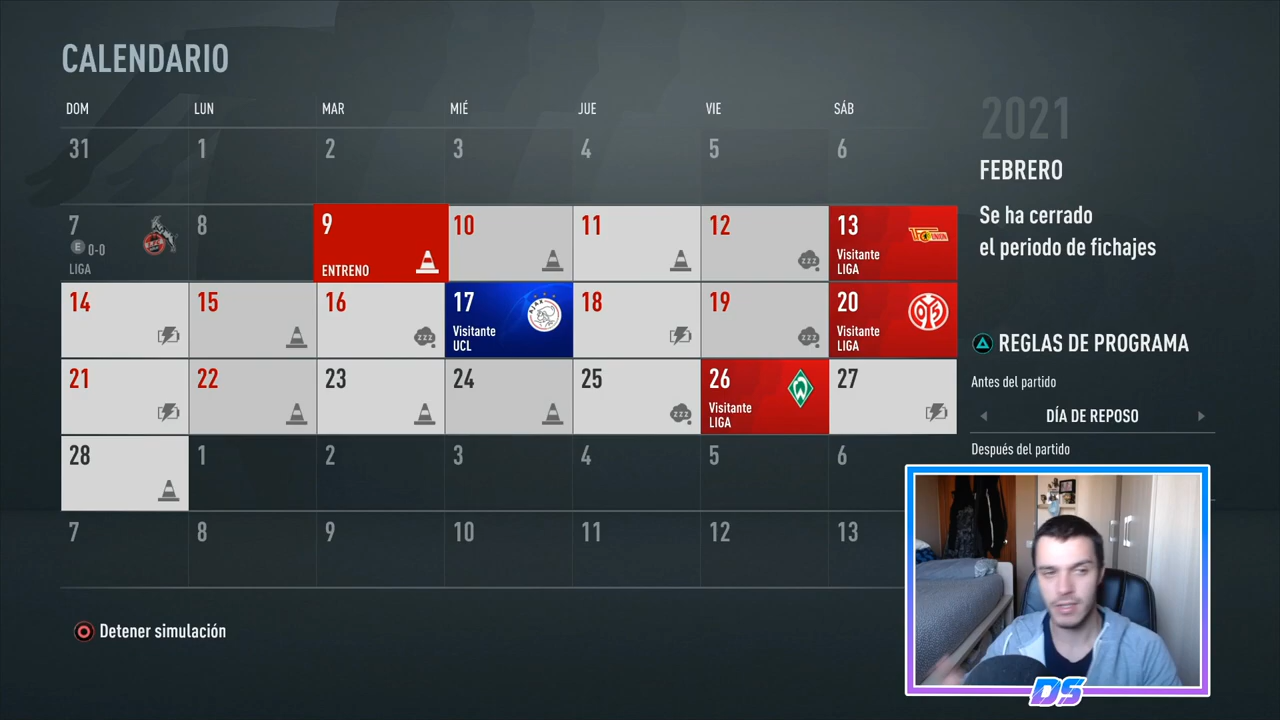 CALENDARIO
DOM LUN MAR MIÉ JUE VIE SÁB
31 1 2 3 4 5 6
7 8 9 10 11 12 13
E 0-0
LIGA
ENTRENO
Visitante
LIGA
14 15 16 17 18 19 20
Visitante
UCL
Visitante
LIGA
21 22 23 24 25 26 27
Visitante
LIGA
28 1 2 3 4 5 6
7 8 9 10 11 12 13
2021
FEBRERO
Se ha cerrado
el periodo de fichajes
REGLAS DE PROGRAMA
Antes del partido
DÍA DE REPOSO
Después del partido
Detener simulación
DS